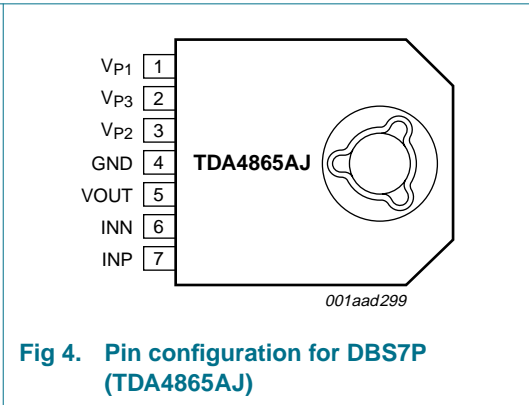 VP1 1
VP3 2
VP2 3
GND 4
VOUT 5
INN 6
INP 7
TDA4865AJ
001aad299
Fig 4. Pin configuration for DBS7P
(TDA4865AJ)